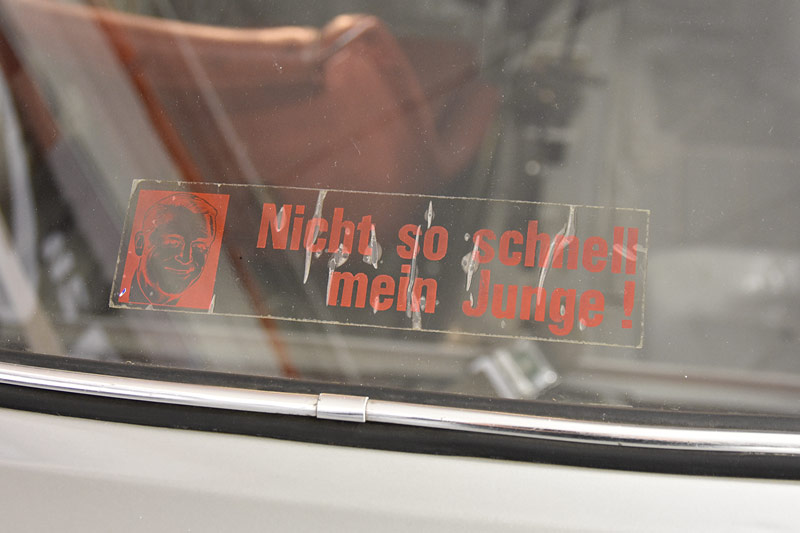 Nicht so schnell
mein Junge !